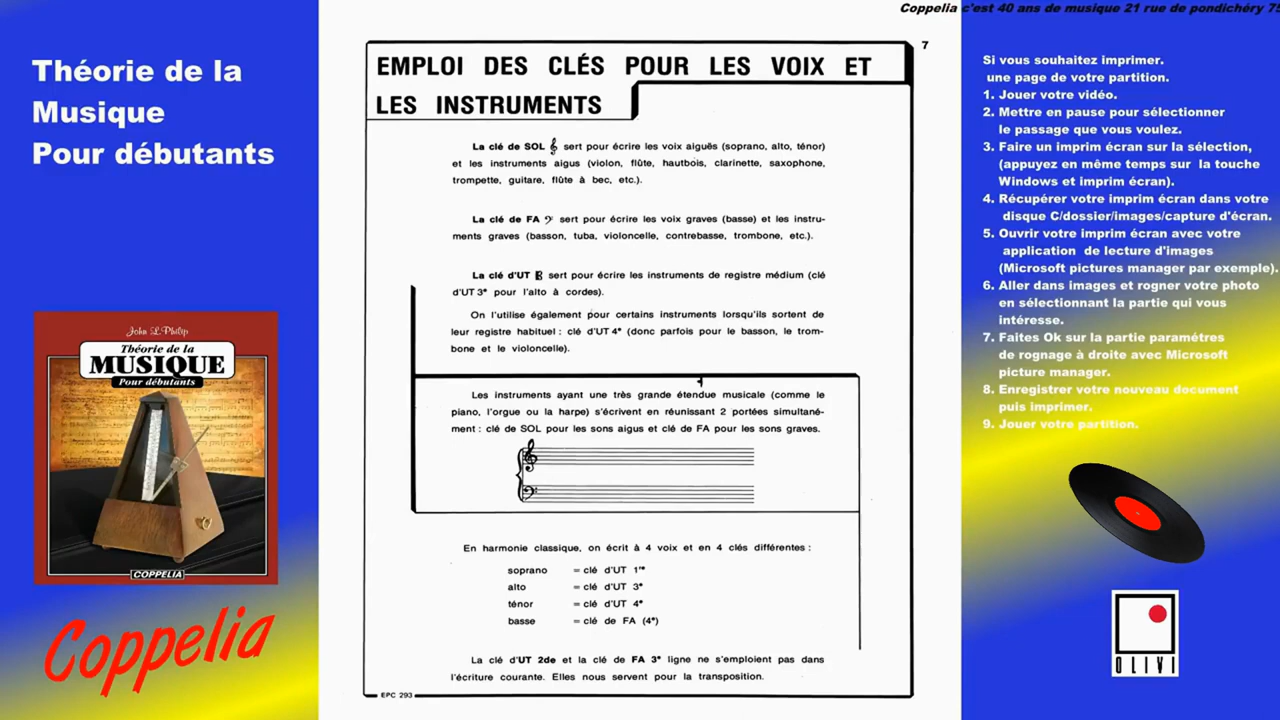 Coppelia c'est 40 ans de musique 21 rue de pondichéry 75
Théorie de la
Musique
Pour débutants
John L. Philip
Théorie de la
MUSIQUE
Pour débutants
COPPELIA
Coppelia
7
EMPLOI DES CLÉS POUR LES VOIX ET
LES INSTRUMENTS
La clé de SOL 𝄞 sert pour écrire les voix aiguës (soprano, alto, ténor)
et les instruments aigus (violon, flûte, hautbois, clarinette, saxophone,
trompette, guitare, flûte à bec, etc.).
La clé de FA 𝄢 sert pour écrire les voix graves (basse) et les instru-
ments graves (basson, tuba, violoncelle, contrebasse, trombone, etc.).
La clé d'UT 𝄡 sert pour écrire les instruments de registre médium (clé
d'UT 3ᵉ pour l'alto à cordes).
On l'utilise également pour certains instruments lorsqu'ils sortent de
leur registre habituel : clé d'UT 4ᵉ (donc parfois pour le basson, le trom-
bone et le violoncelle).
Les instruments ayant une très grande étendue musicale (comme le
piano, l'orgue ou la harpe) s'écrivent en réunissant 2 portées simultané-
ment : clé de SOL pour les sons aigus et clé de FA pour les sons graves.
En harmonie classique, on écrit à 4 voix et en 4 clés différentes :
soprano = clé d'UT 1ʳᵉ
alto = clé d'UT 3ᵉ
ténor = clé d'UT 4ᵉ
basse = clé de FA (4ᵉ)
La clé d'UT 2de et la clé de FA 3ᵉ ligne ne s'emploient pas dans
l'écriture courante. Elles nous servent pour la transposition.
EPC 293
Si vous souhaitez imprimer.
une page de votre partition.
1. Jouer votre vidéo.
2. Mettre en pause pour sélectionner
le passage que vous voulez.
3. Faire un imprim écran sur la sélection,
(appuyez en même temps sur la touche
Windows et imprim écran).
4. Récupérer votre imprim écran dans votre
disque C/dossier/images/capture d'écran.
5. Ouvrir votre imprim écran avec votre
application de lecture d'images
(Microsoft pictures manager par exemple).
6. Aller dans images et rogner votre photo
en sélectionnant la partie qui vous
intéresse.
7. Faites Ok sur la partie paramétres
de rognage à droite avec Microsoft
picture manager.
8. Enregistrer votre nouveau document
puis imprimer.
9. Jouer votre partition.
OLIVI